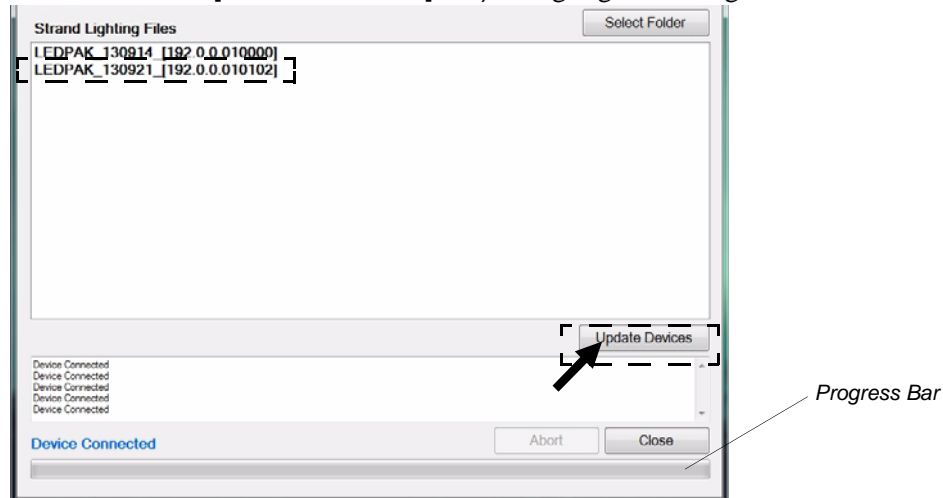 Strand Lighting Files
Select Folder
LEDPAK_130914_[192.0.0.010000]
LEDPAK_130921_[192.0.0.010102]
Update Devices
Device Connected
Device Connected
Device Connected
Device Connected
Device Connected
Progress Bar
Device Connected
Abort
Close